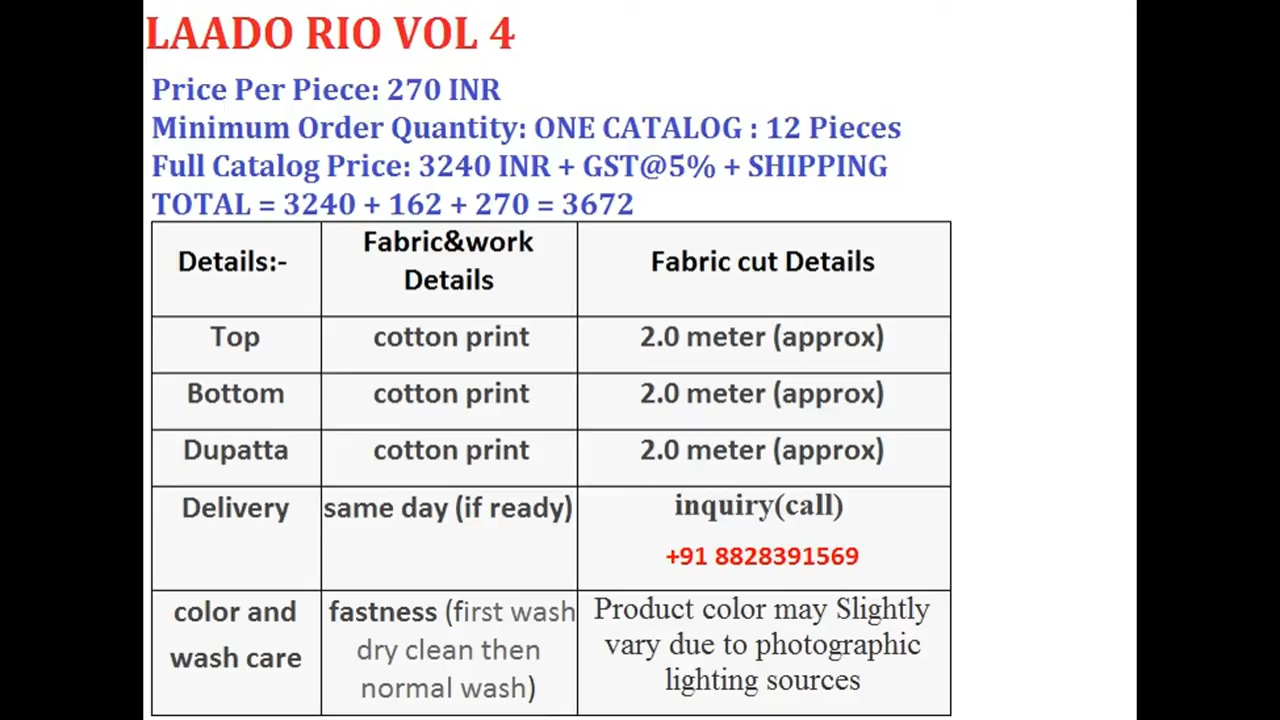 LAADO RIO VOL 4
Price Per Piece: 270 INR
Minimum Order Quantity: ONE CATALOG : 12 Pieces
Full Catalog Price: 3240 INR + GST@5% + SHIPPING
TOTAL = 3240 + 162 + 270 = 3672
Details:-
Fabric&work
Details
Fabric cut Details
Top
cotton print
2.0 meter (approx)
Bottom
cotton print
2.0 meter (approx)
Dupatta
cotton print
2.0 meter (approx)
Delivery
same day (if ready)
inquiry(call)
+91 8828391569
color and
wash care
fastness (first wash
dry clean then
normal wash)
Product color may Slightly
vary due to photographic
lighting sources